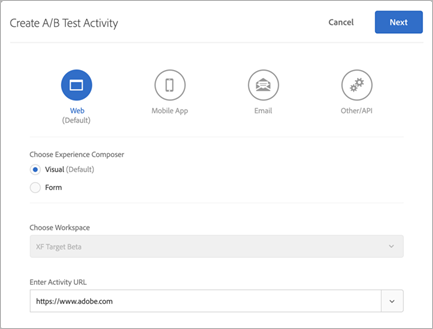 Create A/B Test Activity
Cancel
Next
Web
(Default)
Mobile App
Email
Other/API
Choose Experience Composer
Visual (Default)
Form
Choose Workspace
XF Target Beta
Enter Activity URL
https://www.adobe.com